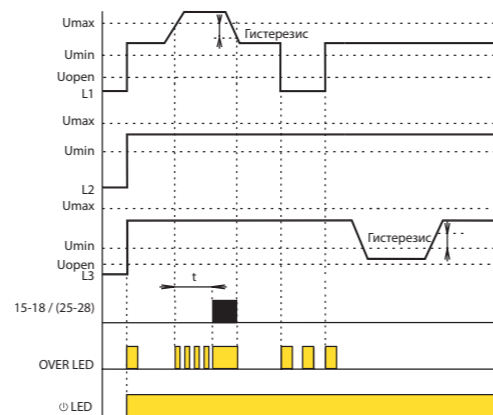 Umax
Гистерезис
Umin
Uopen
L1
Umax
Umin
L2
Umax
Гистерезис
Umin
Uopen
L3
t
15-18 / (25-28)
OVER LED
⏻ LED